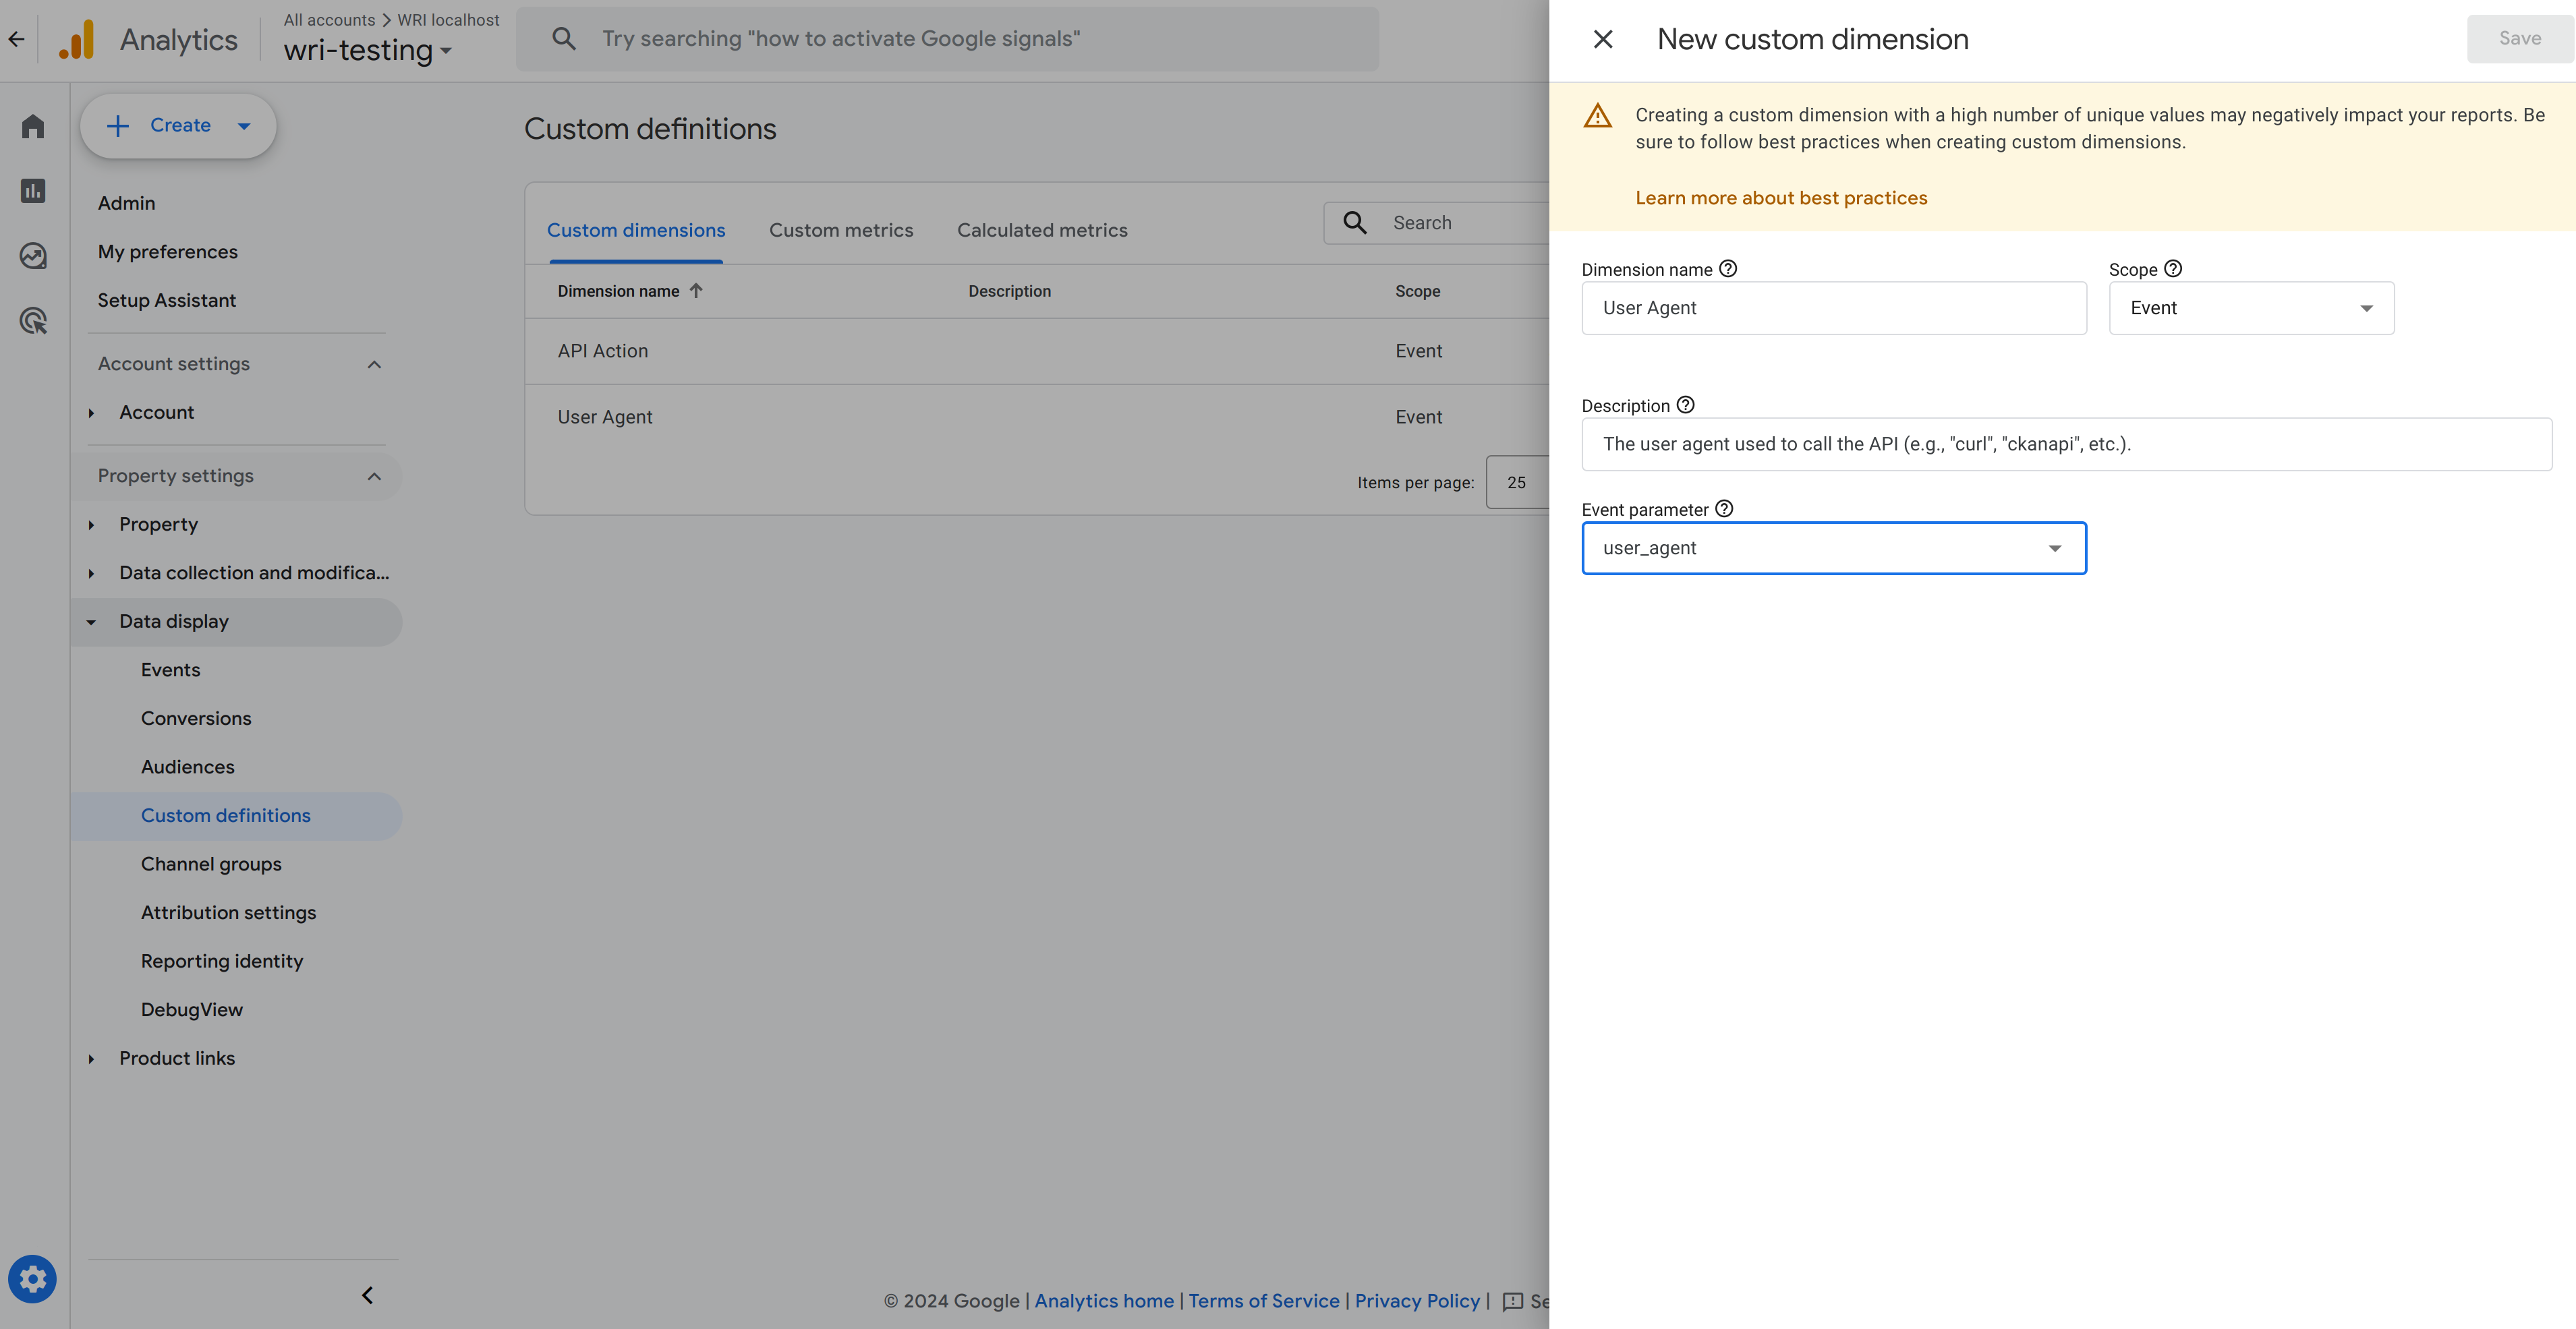 All accounts > WRI localhost
Analytics
wri-testing
Try searching "how to activate Google signals"
Create
Admin
My preferences
Setup Assistant
Account settings
Account
Property settings
Property
Data collection and modifica...
Data display
Events
Conversions
Audiences
Custom definitions
Channel groups
Attribution settings
Reporting identity
DebugView
Product links
Custom definitions
Custom dimensions Custom metrics Calculated metrics Search
Dimension name Description Scope
API Action Event
User Agent Event
Items per page: 25
© 2024 Google | Analytics home | Terms of Service | Privacy Policy | Se
New custom dimension
Save
Creating a custom dimension with a high number of unique values may negatively impact your reports. Be
sure to follow best practices when creating custom dimensions.
Learn more about best practices
Dimension name Scope
User Agent Event
Description
The user agent used to call the API (e.g., "curl", "ckanapi", etc.).
Event parameter
user_agent